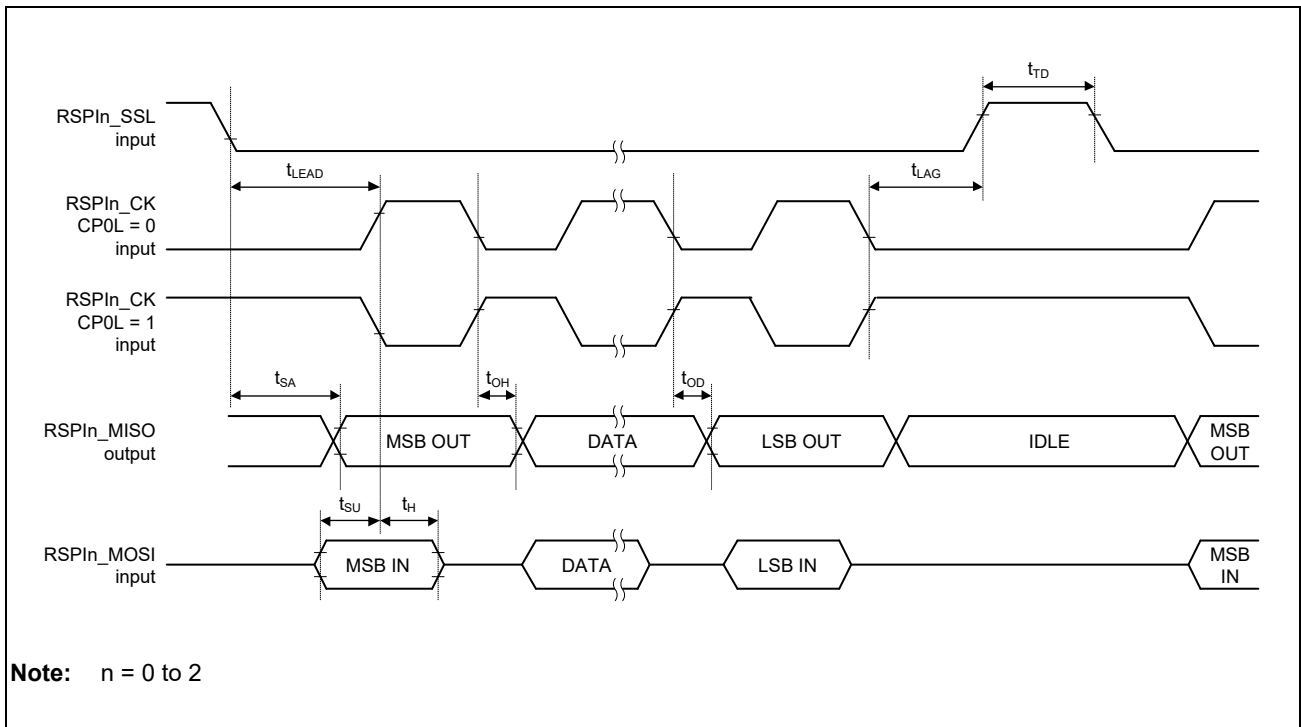 tTD
RSPIn_SSL
input
tLEAD
tLAG
RSPIn_CK
CP0L = 0
input
RSPIn_CK
CP0L = 1
input
tSA
tOH
tOD
RSPIn_MISO
output
MSB OUT
DATA
LSB OUT
IDLE
MSB
OUT
tSU
tH
RSPIn_MOSI
input
MSB IN
DATA
LSB IN
MSB
IN
Note: n = 0 to 2